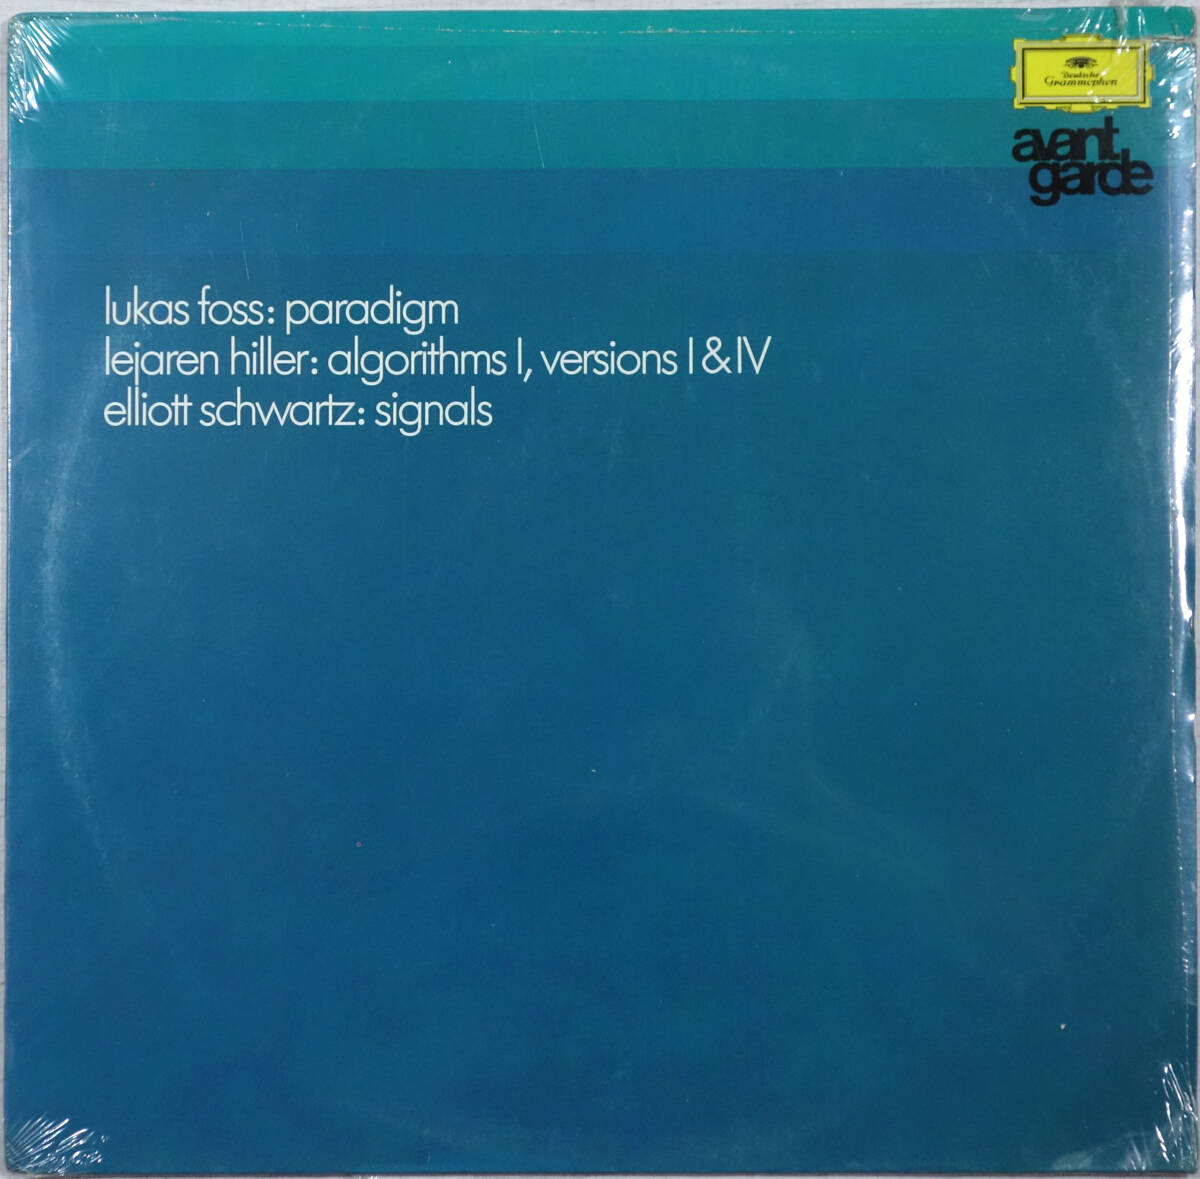 Deutsche
Grammophon
avant
garde
lukas foss: paradigm
lejaren hiller: algorithms I, versions I & IV
elliott schwartz: signals